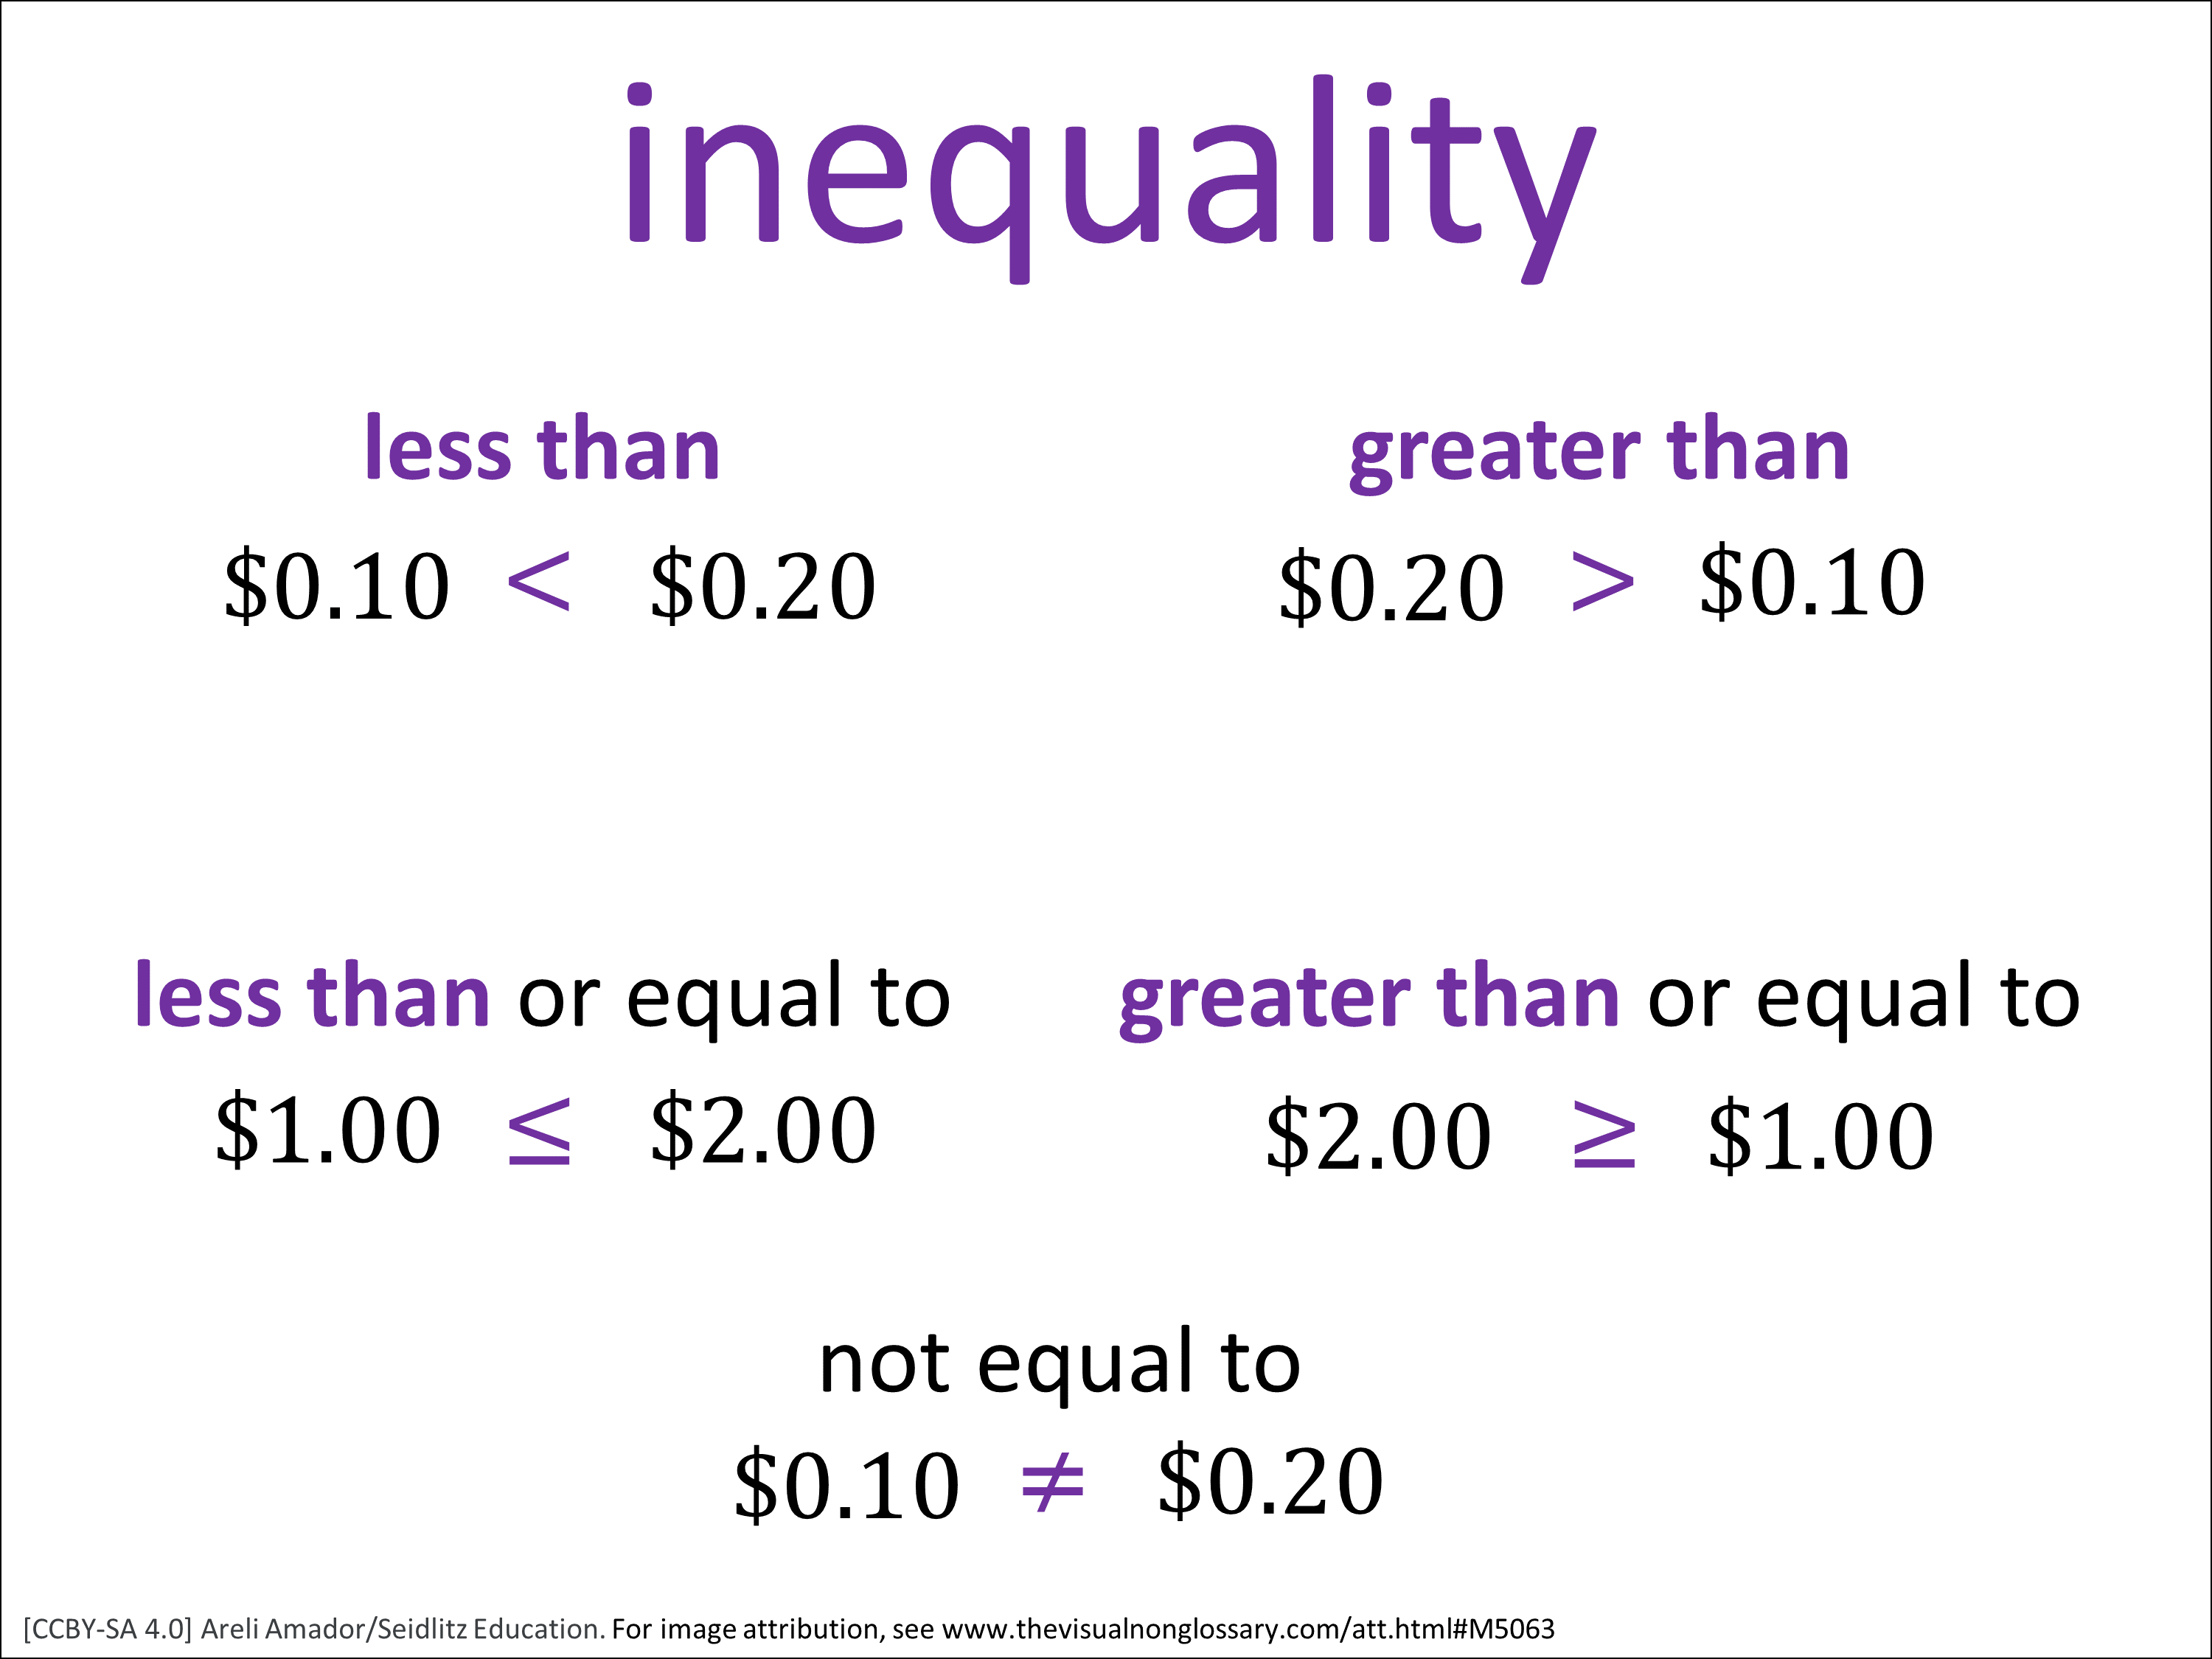 inequality
less than
$0.10 < $0.20
greater than
$0.20 > $0.10
less than or equal to
$1.00 ≤ $2.00
greater than or equal to
$2.00 ≥ $1.00
not equal to
$0.10 ≠ $0.20
[CCBY-SA 4.0] Areli Amador/Seidlitz Education. For image attribution, see www.thevisualnonglossary.com/att.html#M5063